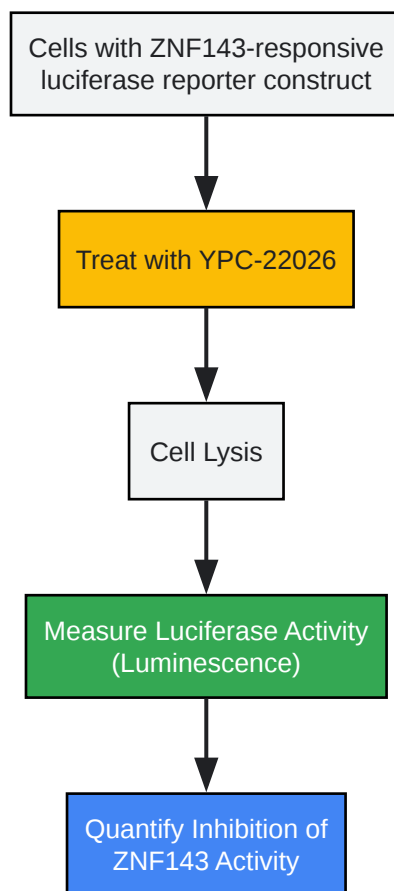 Cells with ZNF143-responsive
luciferase reporter construct
Treat with YPC-22026
Cell Lysis
Measure Luciferase Activity
(Luminescence)
Quantify Inhibition of
ZNF143 Activity